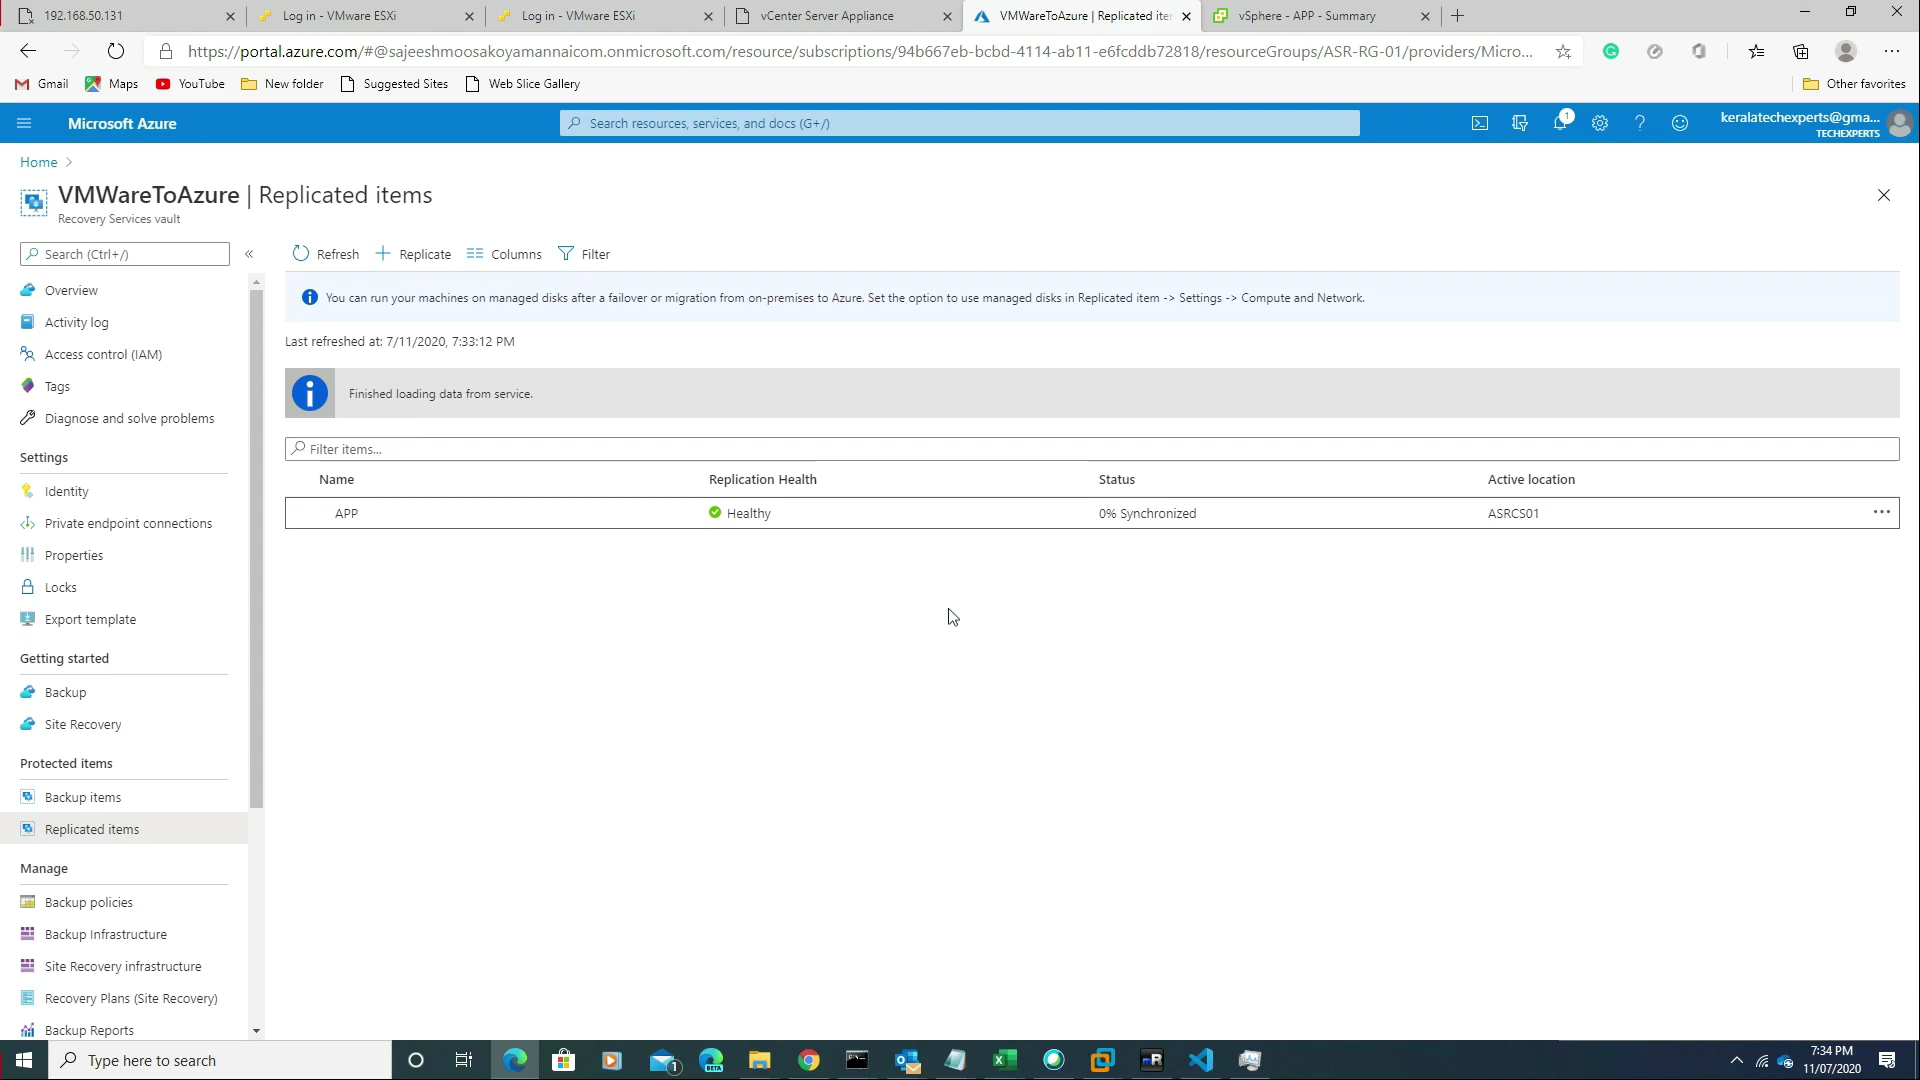 192.168.50.131
Log in - VMware ESXi
Log in - VMware ESXi
vCenter Server Appliance
VMWareToAzure | Replicated iter
vSphere - APP - Summary
https://portal.azure.com/#@sajeeshmoosakoyamannaicom.onmicrosoft.com/resource/subscriptions/94b667eb-bcbd-4114-ab11-e6fcddb72818/resourceGroups/ASR-RG-01/providers/Micro...
Gmail
Maps
YouTube
New folder
Suggested Sites
Web Slice Gallery
Other favorites
Microsoft Azure
Search resources, services, and docs (G+/)
1
keralatechexperts@gma...
TECHEXPERTS
Home
VMWareToAzure | Replicated items
Recovery Services vault
Search (Ctrl+/)
Refresh
Replicate
Columns
Filter
Overview
Activity log
Access control (IAM)
Tags
Diagnose and solve problems
Settings
Identity
Private endpoint connections
Properties
Locks
Export template
Getting started
Backup
Site Recovery
Protected items
Backup items
Replicated items
Manage
Backup policies
Backup Infrastructure
Site Recovery infrastructure
Recovery Plans (Site Recovery)
Backup Reports
You can run your machines on managed disks after a failover or migration from on-premises to Azure. Set the option to use managed disks in Replicated item -> Settings -> Compute and Network.
Last refreshed at: 7/11/2020, 7:33:12 PM
Finished loading data from service.
Filter items...
Name
Replication Health
Status
Active location
APP
Healthy
0% Synchronized
ASRCS01
Type here to search
1
BETA
7:34 PM
11/07/2020